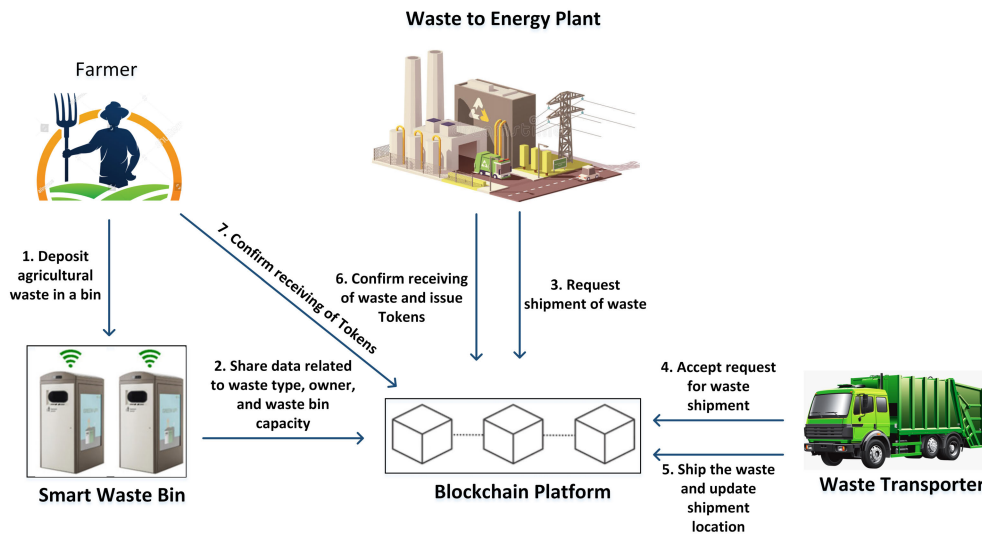 Waste to Energy Plant
Farmer
1. Deposit
agricultural
waste in a bin
7. Confirm receiving of Tokens
6. Confirm receiving
of waste and issue
Tokens
3. Request
shipment of waste
2. Share data related
to waste type, owner,
and waste bin
capacity
4. Accept request
for waste
shipment
5. Ship the waste
and update
shipment
location
Smart Waste Bin
Blockchain Platform
Waste Transporter